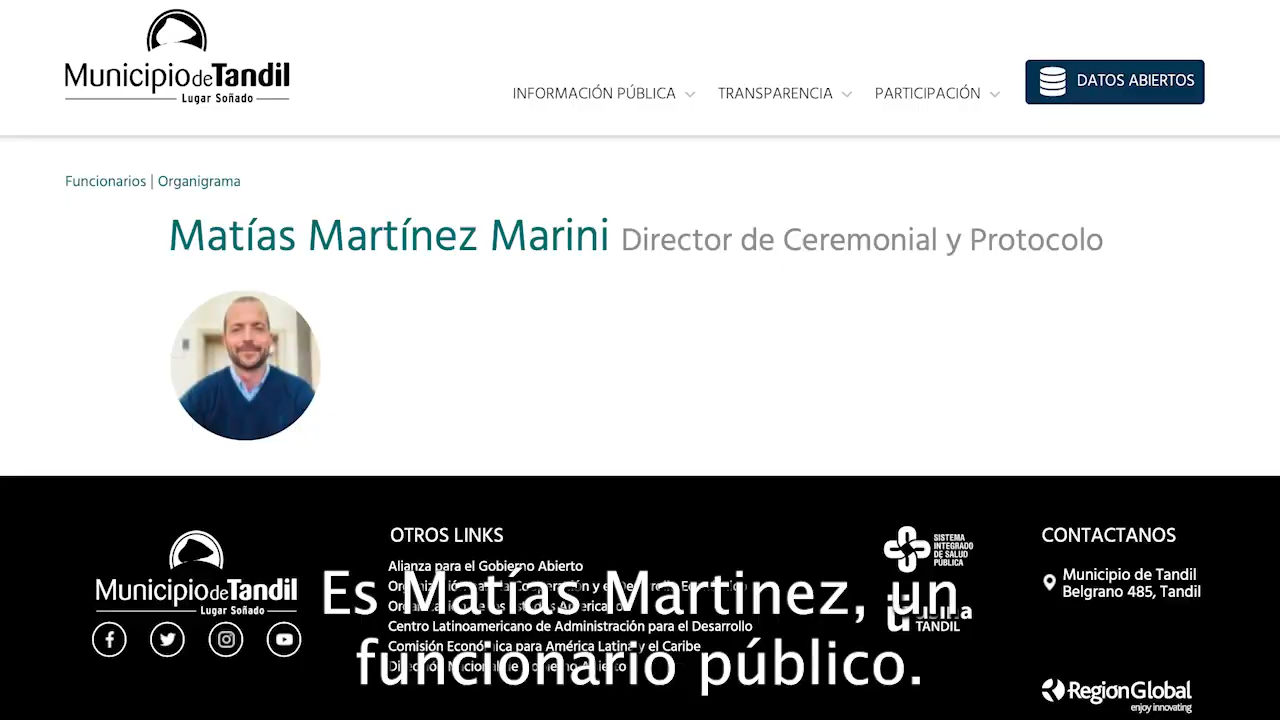 Municipio de Tandil
Lugar Soñado
INFORMACIÓN PÚBLICA
TRANSPARENCIA
PARTICIPACIÓN
DATOS ABIERTOS
Funcionarios | Organigrama
Matías Martínez Marini Director de Ceremonial y Protocolo
OTROS LINKS
Alianza para el Gobierno Abierto
Centro Latinoamericano de Administración para el Desarrollo
Comisión Económica para América Latina y el Caribe
Municipio de Tandil
Lugar Soñado
SISTEMA
INTEGRADO
DE SALUD
PÚBLICA
TANDIL
CONTACTANOS
Municipio de Tandil
Belgrano 485, Tandil
RegionGlobal
enjoy innovating
Es Matías Martinez, un
funcionario público.